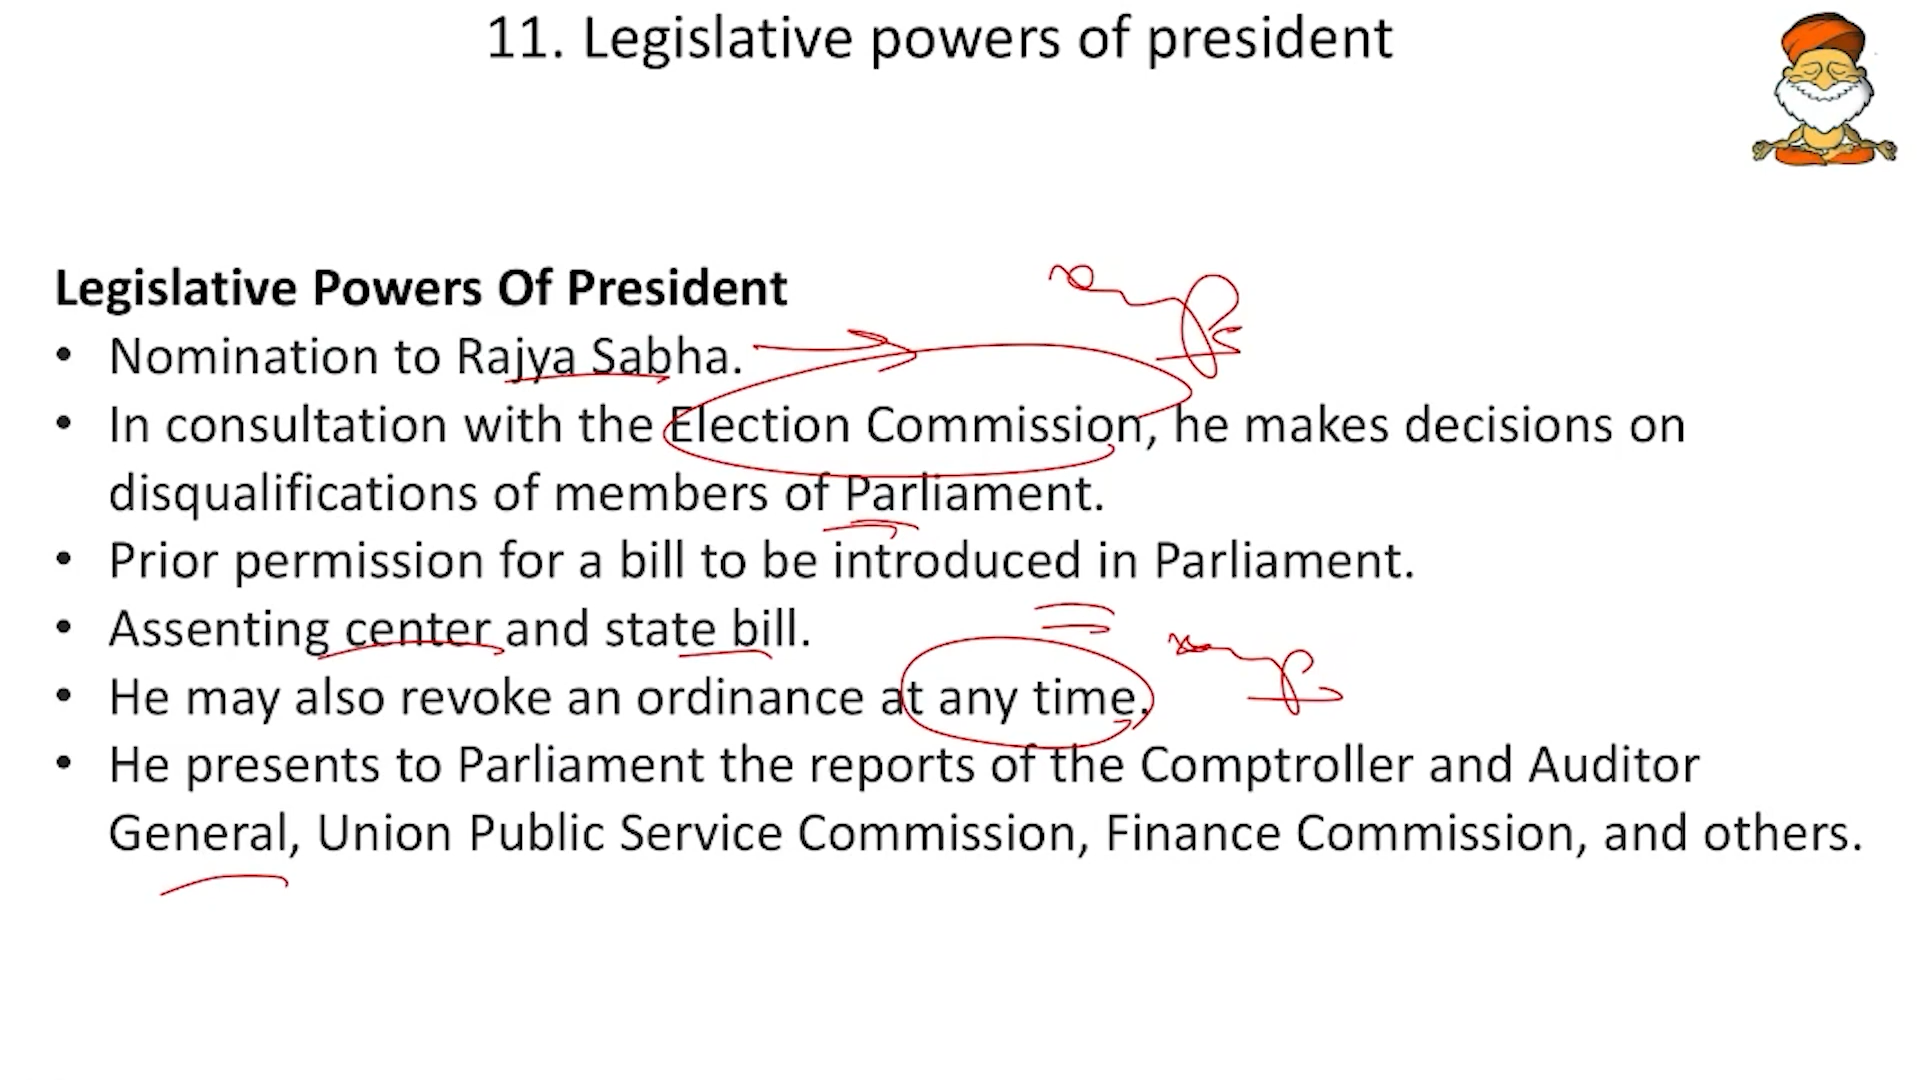 11. Legislative powers of president
Legislative Powers Of President
• Nomination to Rajya Sabha.
• In consultation with the Election Commission, he makes decisions on
disqualifications of members of Parliament.
• Prior permission for a bill to be introduced in Parliament.
• Assenting center and state bill.
• He may also revoke an ordinance at any time.
• He presents to Parliament the reports of the Comptroller and Auditor
General, Union Public Service Commission, Finance Commission, and others.